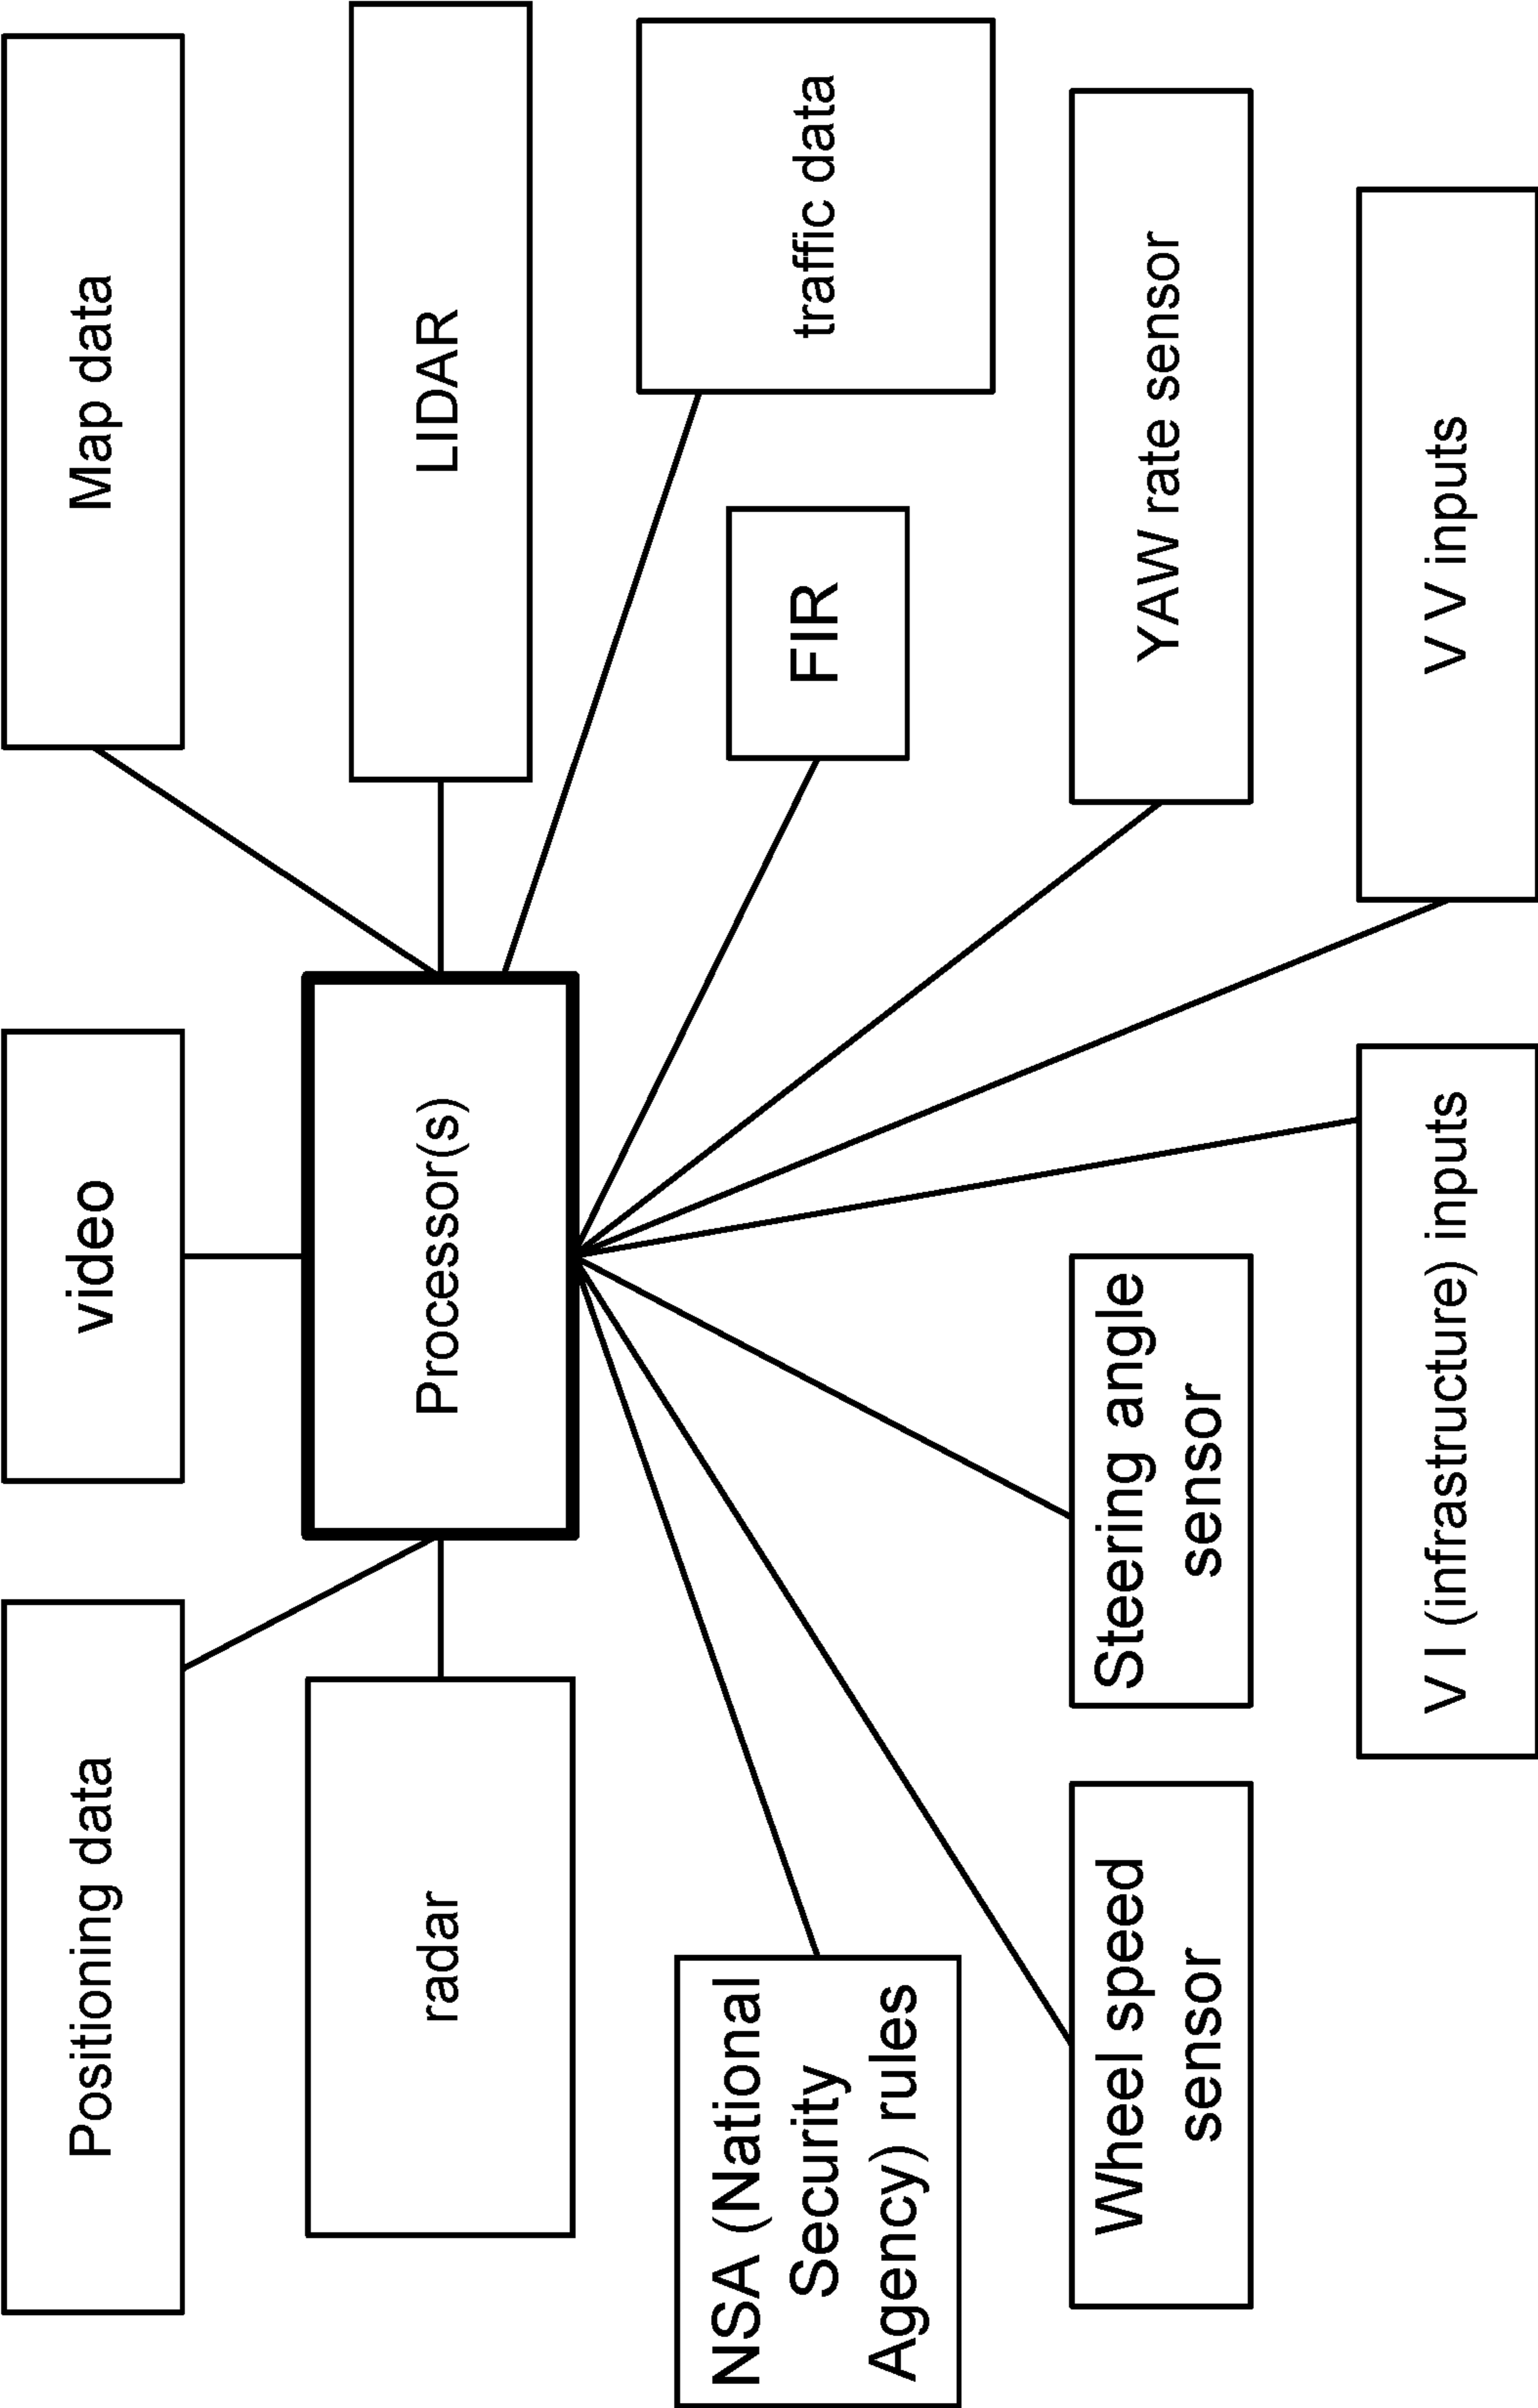 Positioning data
video
Map data
radar
Processor(s)
LIDAR
NSA (National
Security
Agency) rules
FIR
traffic data
Wheel speed
sensor
Steering angle
sensor
YAW rate sensor
V I (infrastructure) inputs
V V inputs